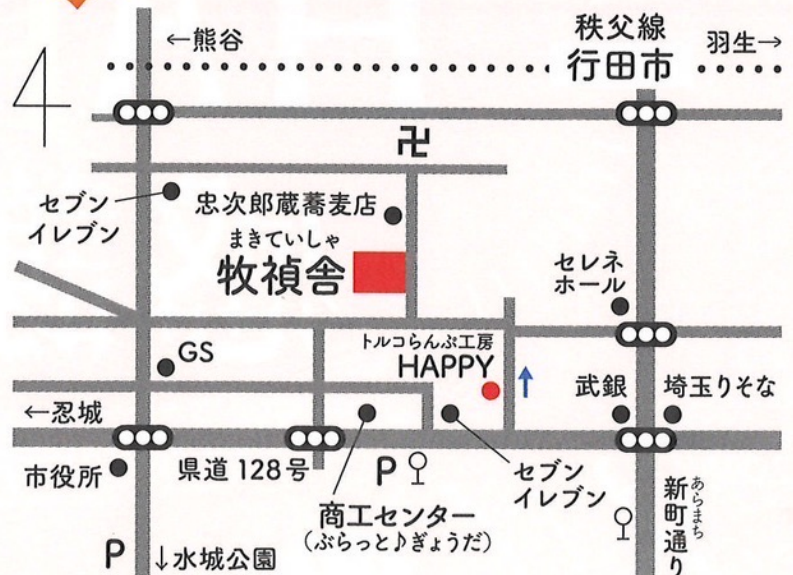 ←熊谷
秩父線
行田市
羽生→
卍
セブン
イレブン
忠次郎蔵蕎麦店
まきていしゃ
牧禎舎
セレネ
ホール
GS
トルコらんぷ工房
HAPPY
武銀
埼玉りそな
←忍城
市役所
県道128号
P
セブン
イレブン
商工センター
(ぶらっと♪ぎょうだ)
あらまち
新町通り
P
↓水城公園